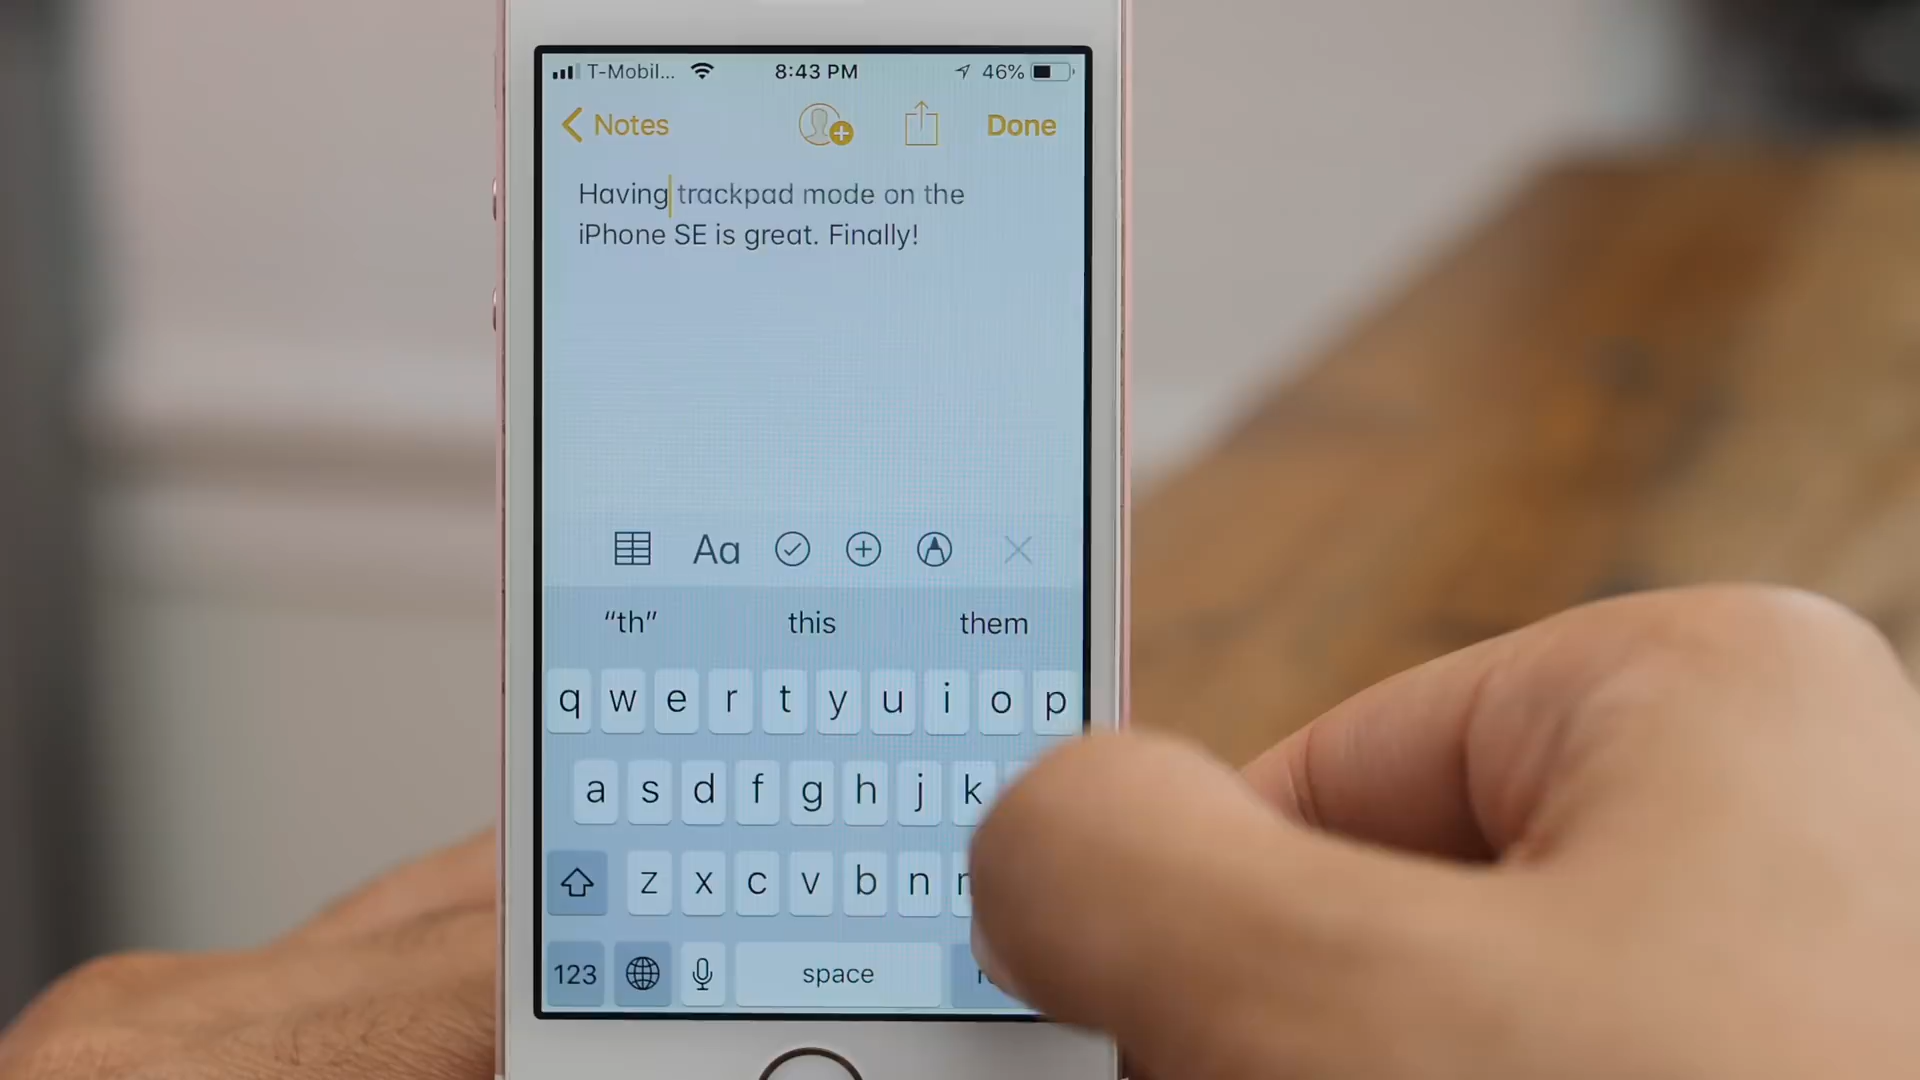 T-Mobil... 8:43 PM 46%
Notes Done
Having trackpad mode on the
iPhone SE is great. Finally!
Aa
“th” this them
q w e r t y u i o p
a s d f g h j k
z x c v b n
123 space